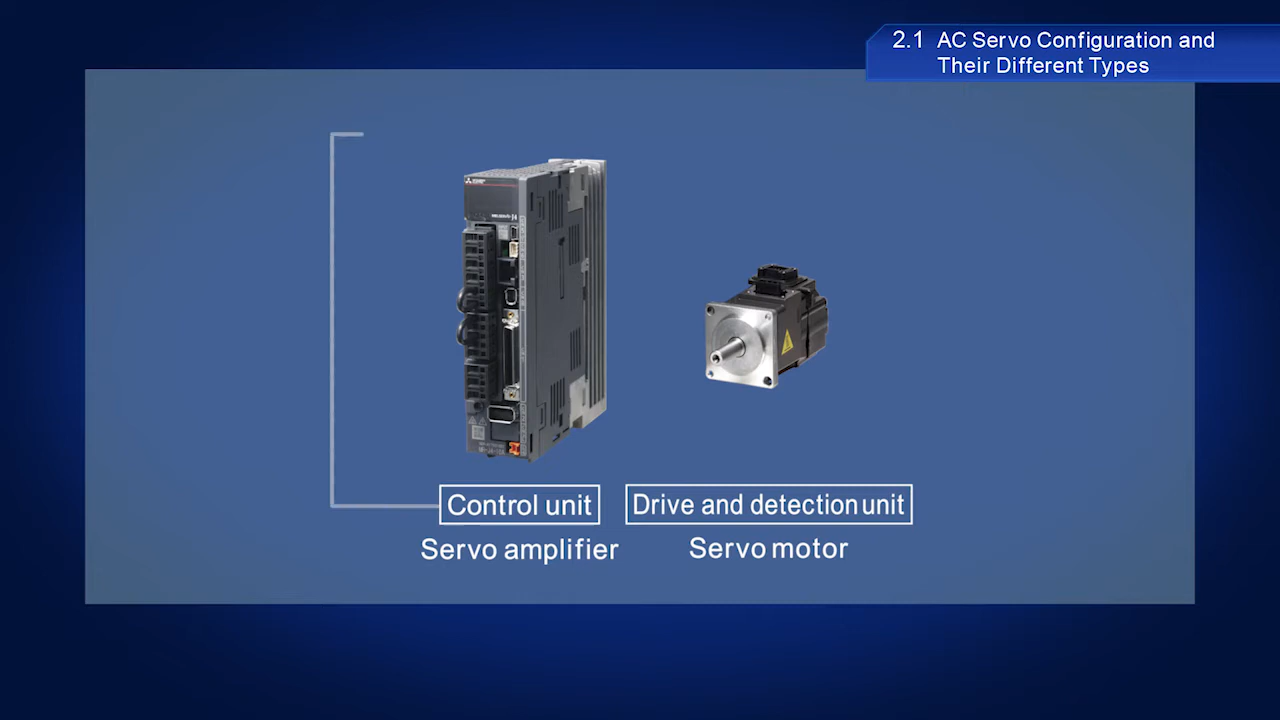 2.1 AC Servo Configuration and
Their Different Types
Control unit
Drive and detection unit
Servo amplifier
Servo motor